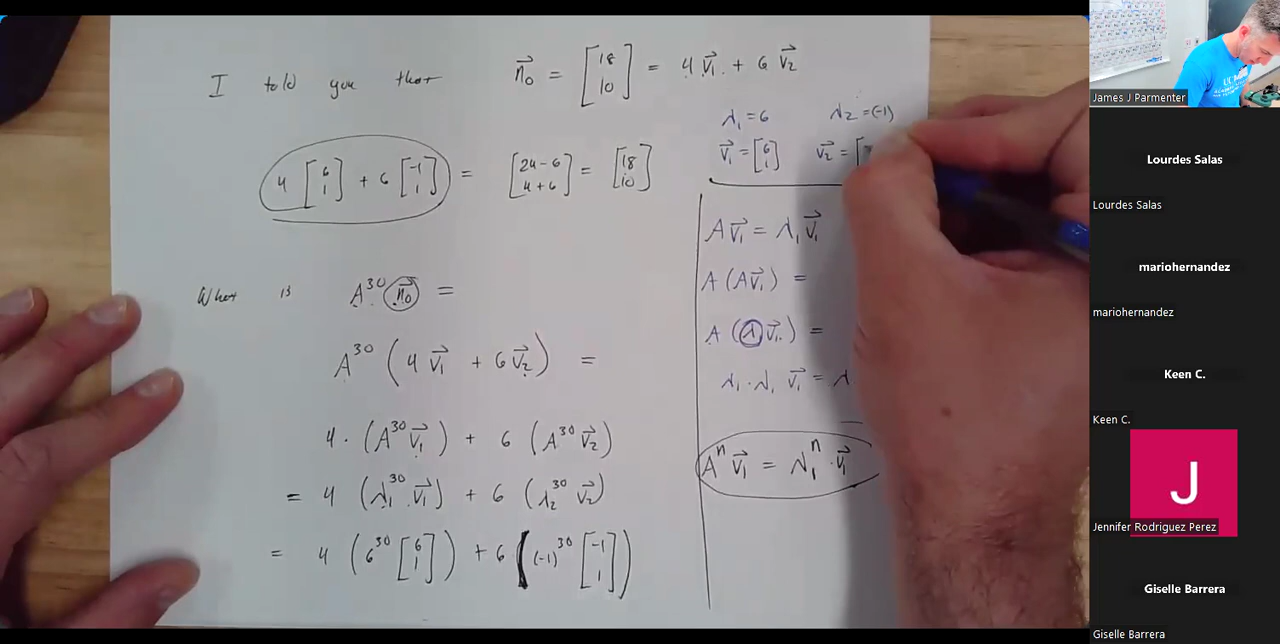 I told you that n⃗₀ = [18 10] = 4 v⃗₁ + 6 v⃗₂
λ₁ = 6 λ₂ = (-1)
v⃗₁ = [6 1] v⃗₂ = [
4 [6 1] + 6 [-1 1] = [24 - 6 4 + 6] = [18 10]
What is A³⁰ n⃗₀ =
A³⁰ (4 v⃗₁ + 6 v⃗₂) =
4 · (A³⁰ v⃗₁) + 6 (A³⁰ v⃗₂)
= 4 (λ₁³⁰ · v⃗₁) + 6 (λ₂³⁰ v⃗₂)
= 4 (6³⁰ [6 1]) + 6 ((-1)³⁰ [-1 1])
A v⃗₁ = λ₁ v⃗₁
A (A v⃗₁) =
A (λ₁ v⃗₁) =
λ₁ · λ₁ v⃗₁ = λ
Aⁿ v⃗₁ = λ₁ⁿ · v⃗₁
James J Parmenter
Lourdes Salas
Lourdes Salas
mariohernandez
mariohernandez
Keen C.
Keen C.
J
Jennifer Rodriguez Perez
Giselle Barrera
Giselle Barrera